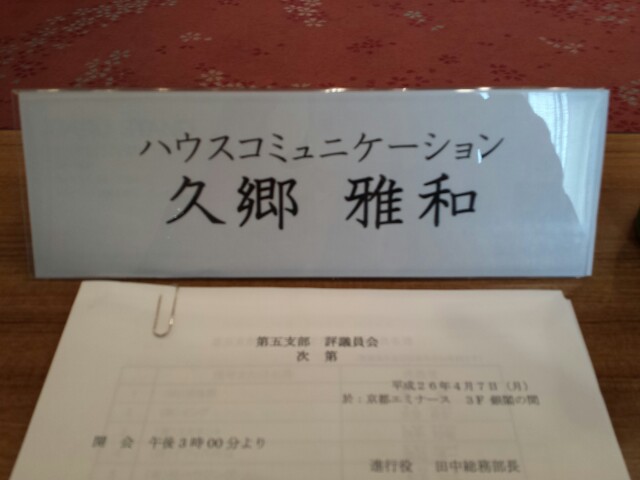 ハウスコミュニケーション
久郷 雅和
第五支部 評議員会
次 第
平成26年4月7日(月)
於:京都エミナース 3F 銀閣の間
開 会 午後3時00分より
進行役 田中総務部長